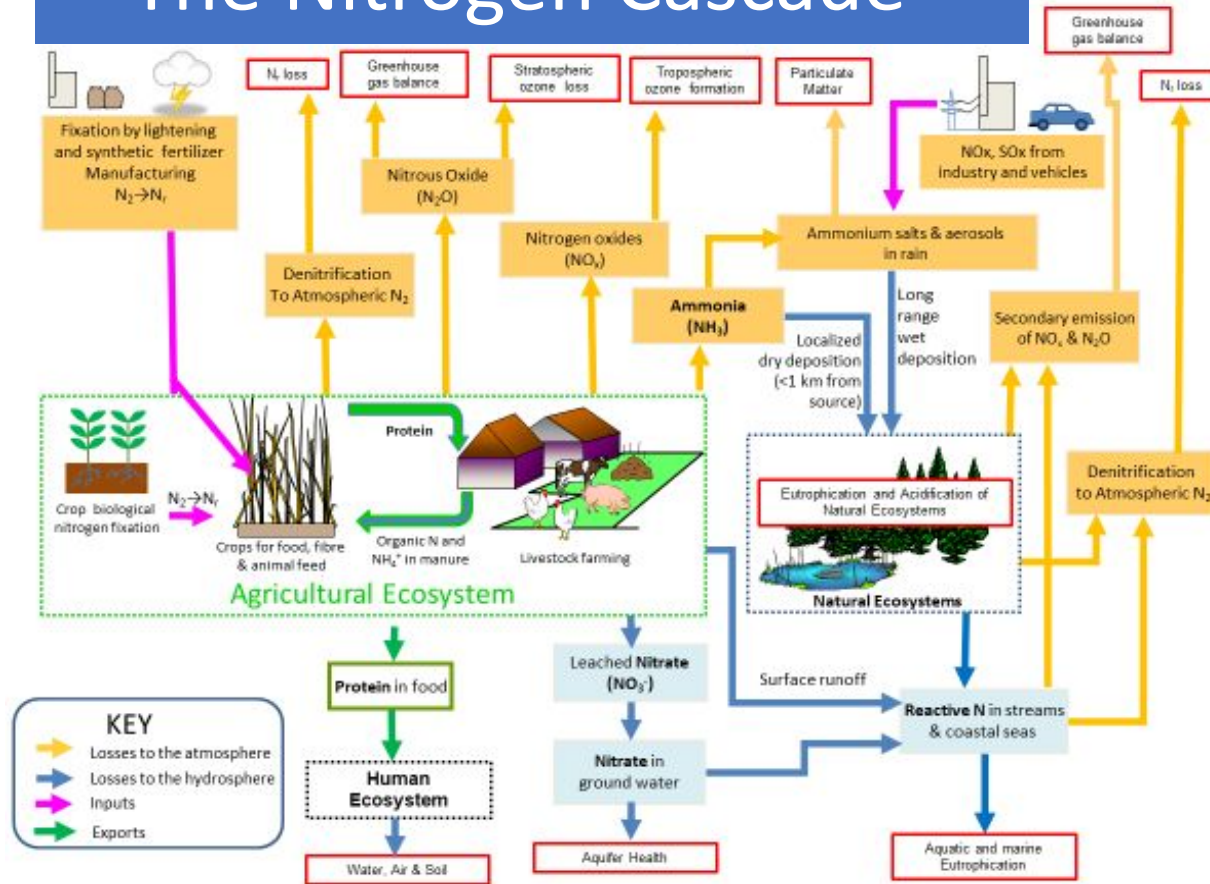 The Nitrogen Cascade
Greenhouse
gas balance
Nᵣ loss
Greenhouse
gas balance
Stratospheric
ozone loss
Tropospheric
ozone formation
Particulate
Matter
Nᵣ loss
Fixation by lightening
and synthetic fertilizer
Manufacturing
N₂→Nᵣ
Nitrous Oxide
(N₂O)
NOx, SOx from
industry and vehicles
Nitrogen oxides
(NOₓ)
Ammonium salts & aerosols
in rain
Denitrification
To Atmospheric N₂
Ammonia
(NH₃)
Long
range
wet
deposition
Localized
dry deposition
(<1 km from
source)
Secondary emission
of NOₓ & N₂O
Protein
Crop biological
nitrogen fixation
N₂→Nᵣ
Crops for food, fibre
& animal feed
Organic N and
NH₄⁺ in manure
Livestock farming
Agricultural Ecosystem
Eutrophication and Acidification of
Natural Ecosystems
Natural Ecosystems
Denitrification
to Atmospheric N₂
Protein in food
Leached Nitrate
(NO₃⁻)
Surface runoff
Reactive N in streams
& coastal seas
Human
Ecosystem
Nitrate in
ground water
Water, Air & Soil
Aquifer Health
Aquatic and marine
Eutrophication
KEY
Losses to the atmosphere
Losses to the hydrosphere
Inputs
Exports